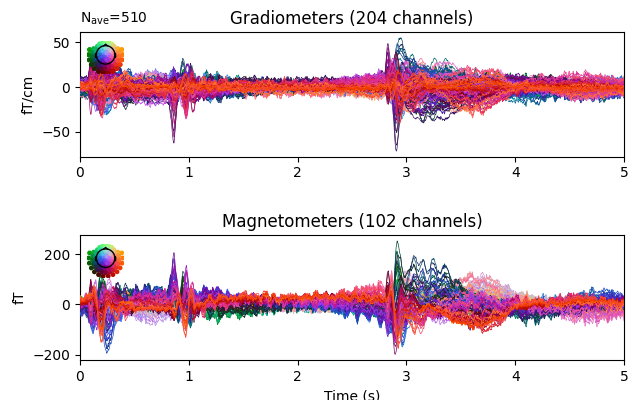 N_ave=510
Gradiometers (204 channels)
fT/cm
50
0
−50
0 1 2 3 4 5
Magnetometers (102 channels)
fT
200
0
−200
0 1 2 3 4 5
Time (s)